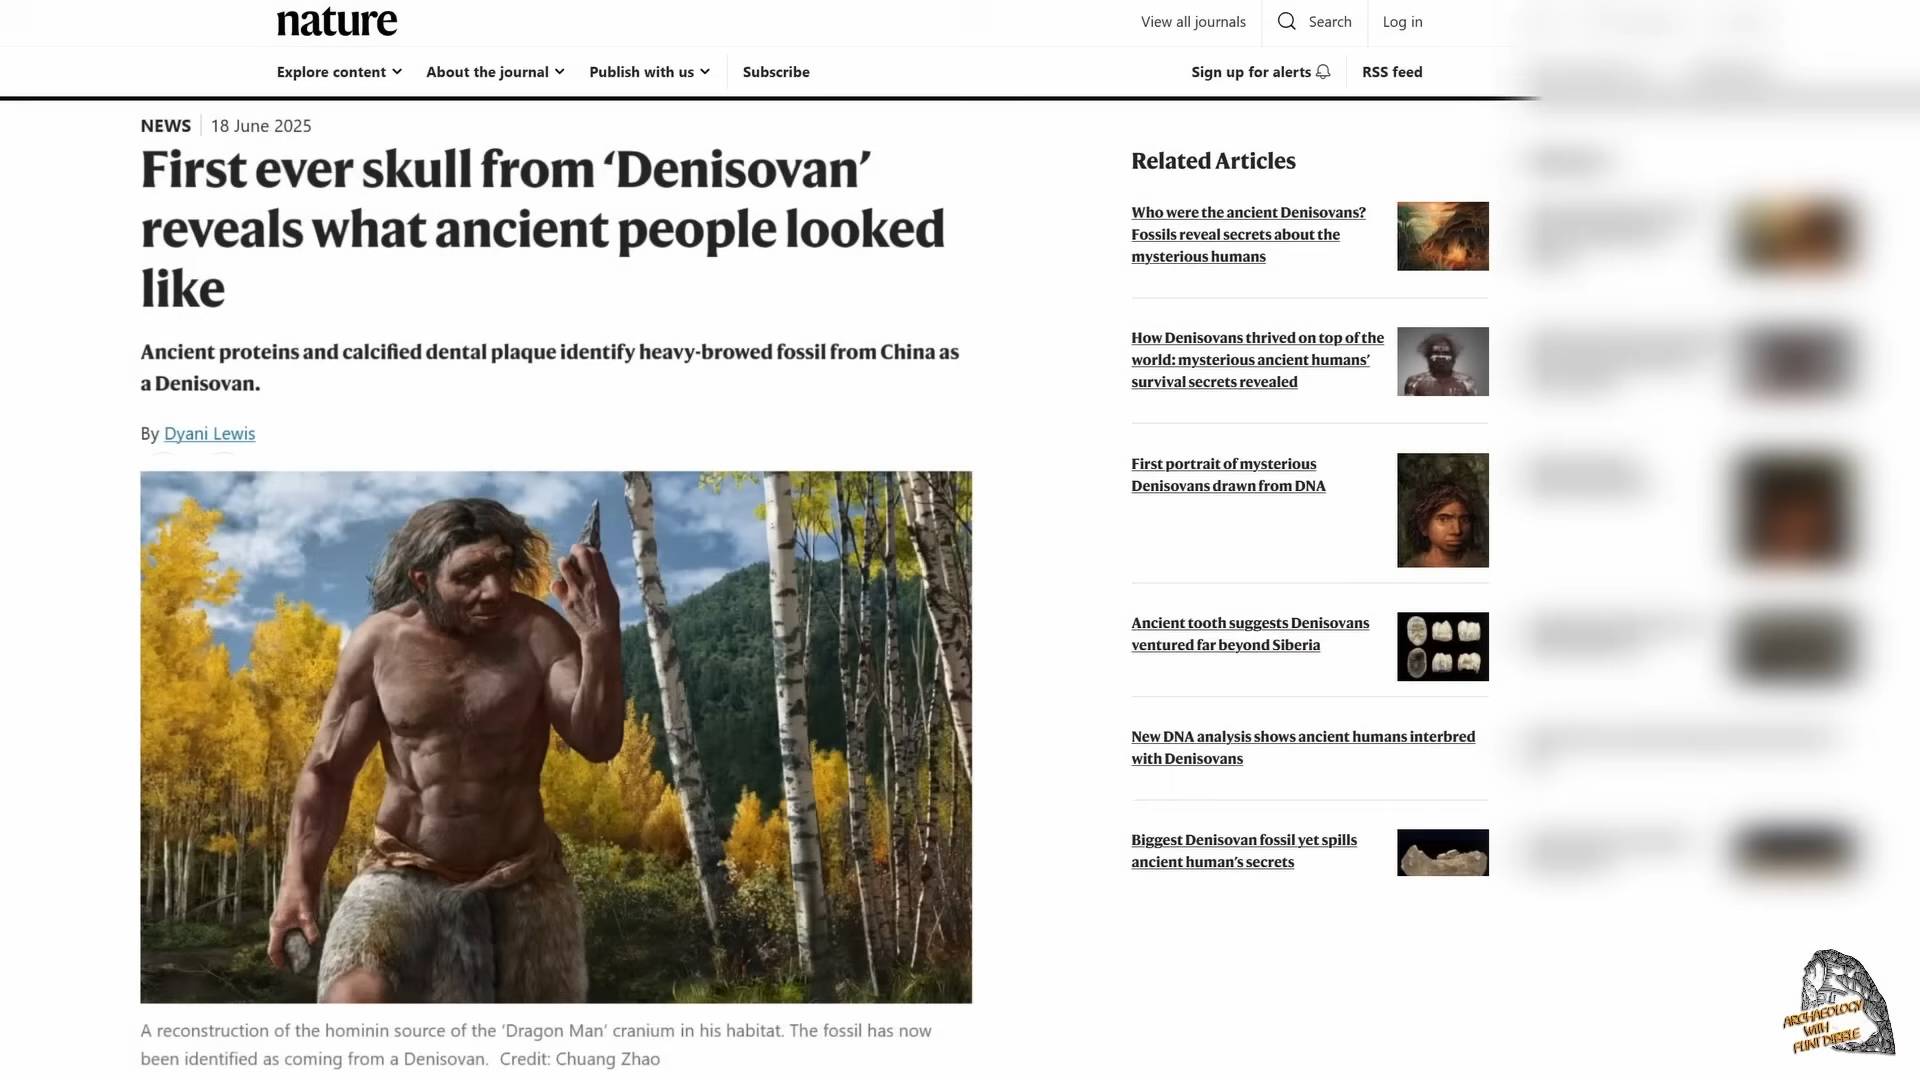 nature
View all journals
Search
Log in
Explore content
About the journal
Publish with us
Subscribe
Sign up for alerts
RSS feed
NEWS
18 June 2025
First ever skull from ‘Denisovan’
reveals what ancient people looked
like
Ancient proteins and calcified dental plaque identify heavy-browed fossil from China as
a Denisovan.
By Dyani Lewis
A reconstruction of the hominin source of the ‘Dragon Man’ cranium in his habitat. The fossil has now
been identified as coming from a Denisovan. Credit: Chuang Zhao
Related Articles
Who were the ancient Denisovans?
Fossils reveal secrets about the
mysterious humans
How Denisovans thrived on top of the
world: mysterious ancient humans’
survival secrets revealed
First portrait of mysterious
Denisovans drawn from DNA
Ancient tooth suggests Denisovans
ventured far beyond Siberia
New DNA analysis shows ancient humans interbred
with Denisovans
Biggest Denisovan fossil yet spills
ancient human’s secrets
ARCHAEOLOGY
WITH
FLINT DIBBLE